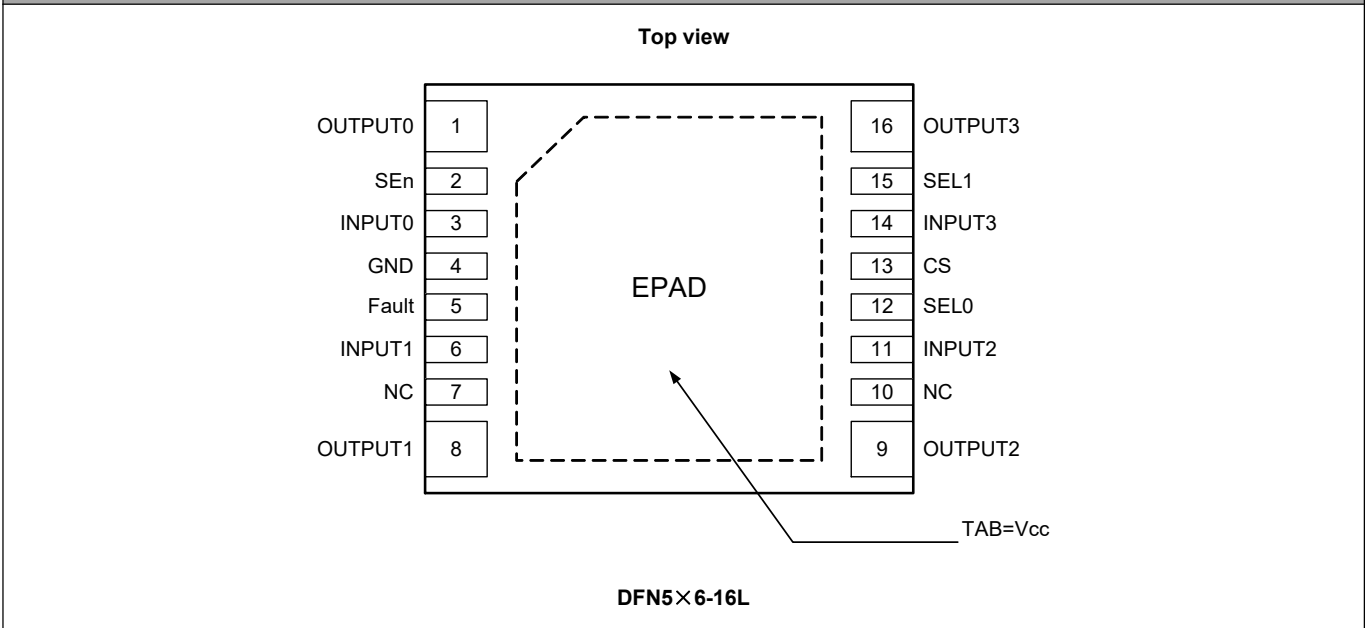 Top view
OUTPUT0 1 16 OUTPUT3
SEn 2 15 SEL1
INPUT0 3 14 INPUT3
GND 4 13 CS
Fault 5 12 SEL0
INPUT1 6 11 INPUT2
NC 7 10 NC
OUTPUT1 8 9 OUTPUT2
EPAD
TAB=Vcc
DFN5×6-16L